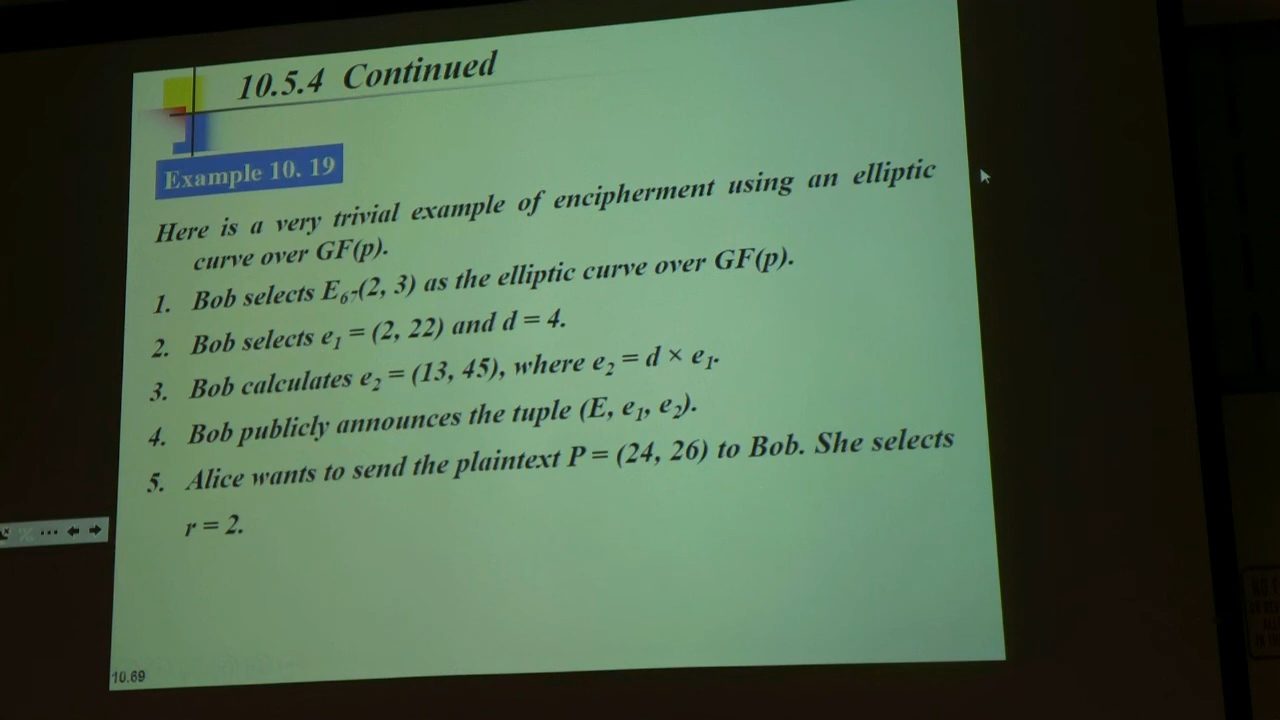 10.5.4 Continued
Example 10. 19
Here is a very trivial example of encipherment using an elliptic
curve over GF(p).
1. Bob selects E67(2, 3) as the elliptic curve over GF(p).
2. Bob selects e1 = (2, 22) and d = 4.
3. Bob calculates e2 = (13, 45), where e2 = d × e1.
4. Bob publicly announces the tuple (E, e1, e2).
5. Alice wants to send the plaintext P = (24, 26) to Bob. She selects
r = 2.
10.69